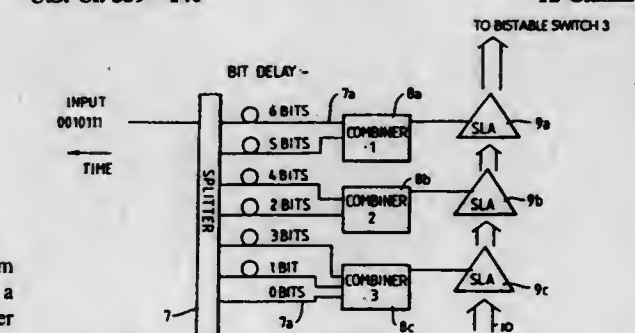 TO BISTABLE SWITCH 3
BIT DELAY-
7a
8a
INPUT
0010111
TIME
SPLITTER
6 BITS
5 BITS
COMBINER
1
SLA
9a
4 BITS
2 BITS
COMBINER
2
8b
SLA
9b
3 BITS
1 BIT
0 BITS
COMBINER
3
SLA
9c
7
7a
8c
10
m
a
er